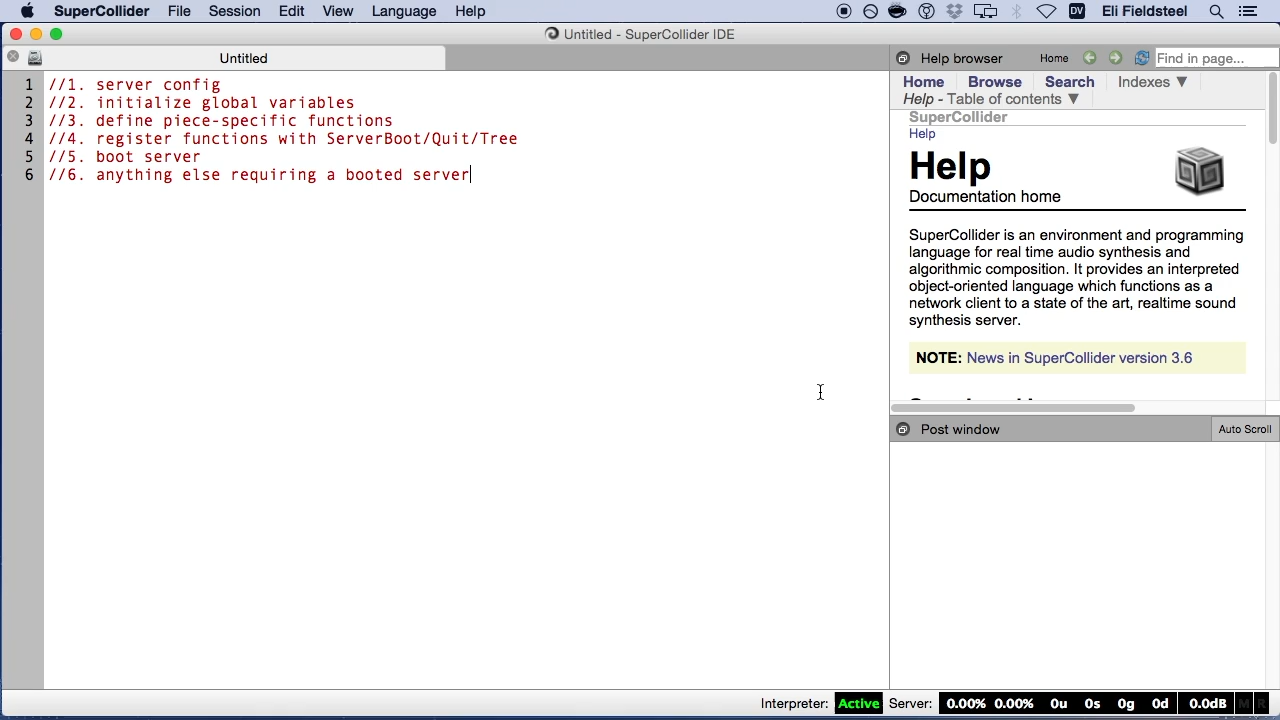 SuperCollider File Session Edit View Language Help DV Eli Fieldsteel
Untitled - SuperCollider IDE
Untitled
1 //1. server config
2 //2. initialize global variables
3 //3. define piece-specific functions
4 //4. register functions with ServerBoot/Quit/Tree
5 //5. boot server
6 //6. anything else requiring a booted server
Help browser Home Find in page...
Home Browse Search Indexes ▼
Help - Table of contents ▼
SuperCollider
Help
Help
Documentation home
SuperCollider is an environment and programming
language for real time audio synthesis and
algorithmic composition. It provides an interpreted
object-oriented language which functions as a
network client to a state of the art, realtime sound
synthesis server.
NOTE: News in SuperCollider version 3.6
Post window Auto Scroll
Interpreter: Active Server: 0.00% 0.00% 0u 0s 0g 0d 0.0dB M R